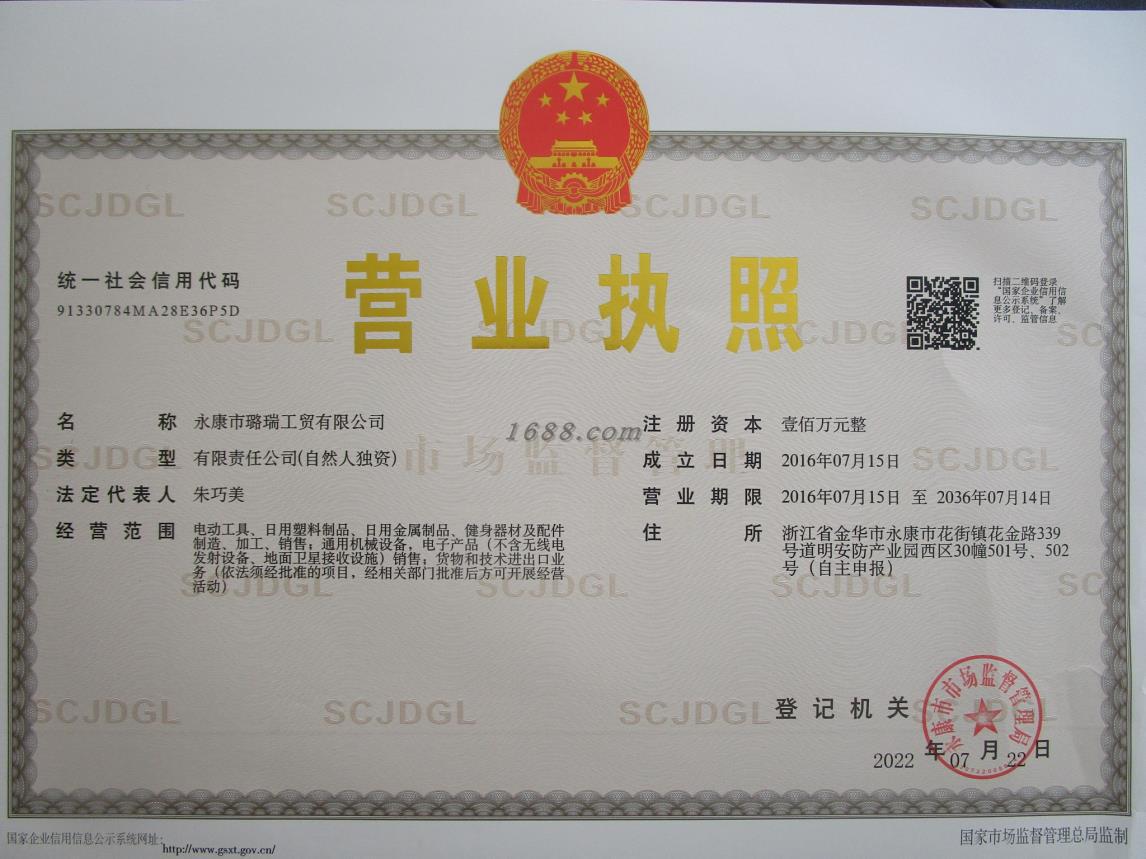 营业执照
统一社会信用代码
91330784MA28E36P5D
扫描二维码登录
“国家企业信用信
息公示系统”了解
更多登记、备案、
许可、监管信息
名称 永康市璐瑞工贸有限公司
类型 有限责任公司(自然人独资)
法定代表人 朱巧美
经营范围 电动工具、日用塑料制品、日用金属制品、健身器材及配件
制造、加工、销售；通用机械设备，电子产品（不含无线电
发射设备、地面卫星接收设施）销售；货物和技术进出口业
务（依法须经批准的项目，经相关部门批准后方可开展经营
活动）
注册资本 壹佰万元整
成立日期 2016年07月15日
营业期限 2016年07月15日 至 2036年07月14日
住所 浙江省金华市永康市花街镇花金路339
号道明安防产业园西区30幢501号、502
号（自主申报）
1688.com
市场监督管理
SCJDGL
登记机关
永康市市场监督管理局
2022年07月22日
国家企业信用信息公示系统网址：
http://www.gsxt.gov.cn/
国家市场监督管理总局监制